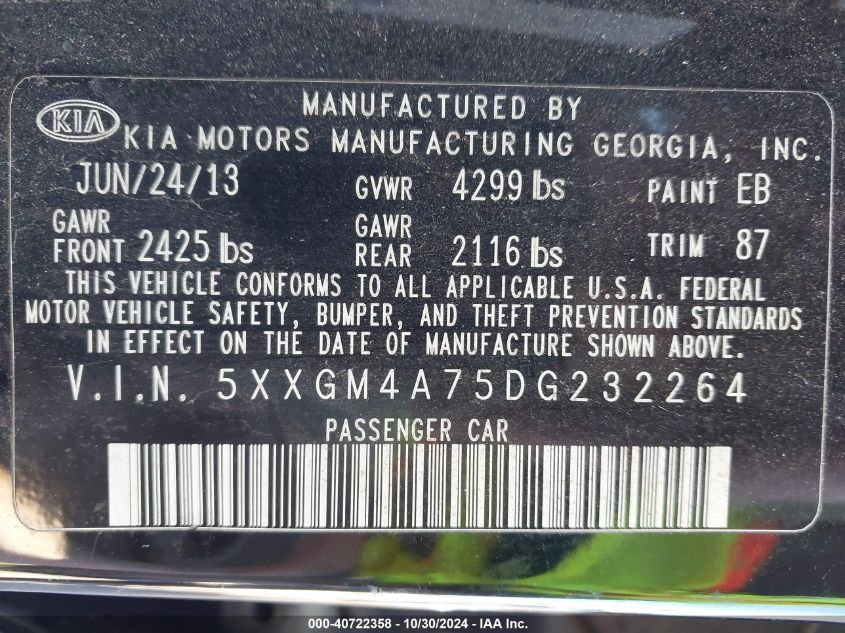 MANUFACTURED BY
KIA KIA MOTORS MANUFACTURING GEORGIA, INC.
JUN/24/13 GVWR 4299 lbs PAINT EB
GAWR FRONT 2425 lbs GAWR REAR 2116 lbs TRIM 87
THIS VEHICLE CONFORMS TO ALL APPLICABLE U.S.A. FEDERAL
MOTOR VEHICLE SAFETY, BUMPER, AND THEFT PREVENTION STANDARDS
IN EFFECT ON THE DATE OF MANUFACTURE SHOWN ABOVE.
V.I.N. 5XXGM4A75DG232264
PASSENGER CAR
000-40722358 - 10/30/2024 - IAA Inc.